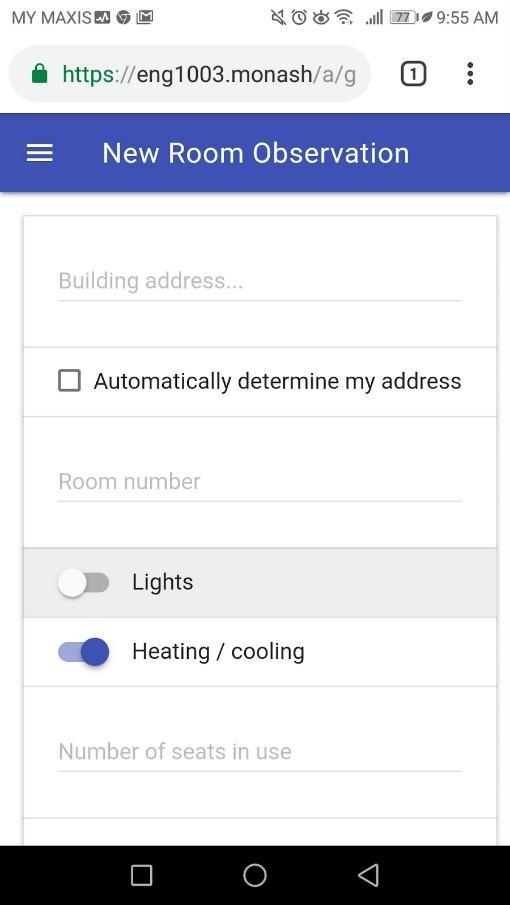 MY MAXIS 77 9:55 AM
https://eng1003.monash/a/g 1
New Room Observation
Building address...
Automatically determine my address
Room number
Lights
Heating / cooling
Number of seats in use